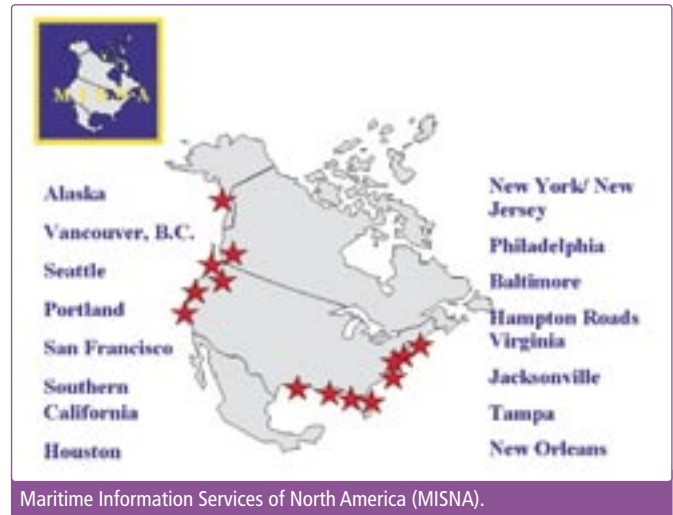 MISNA
Alaska
Vancouver, B.C.
Seattle
Portland
San Francisco
Southern
California
Houston
New York/ New
Jersey
Philadelphia
Baltimore
Hampton Roads
Virginia
Jacksonville
Tampa
New Orleans
Maritime Information Services of North America (MISNA).